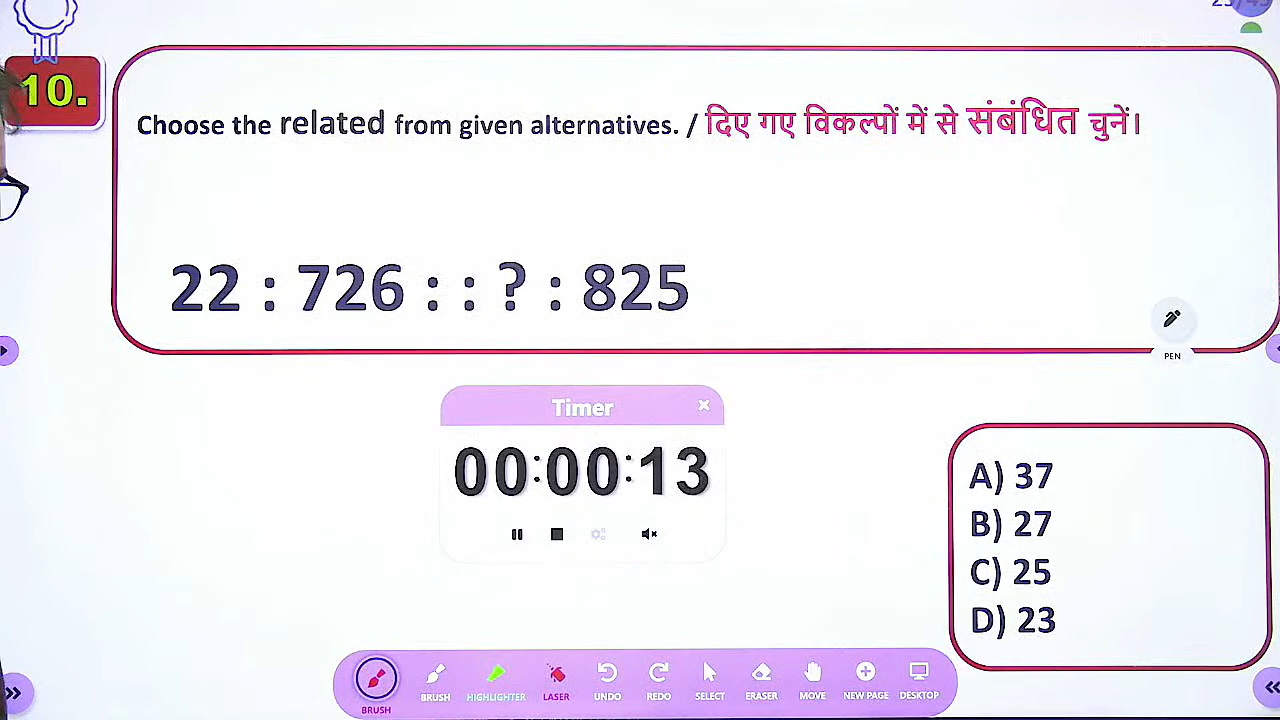 10.
Choose the related from given alternatives. / दिए गए विकल्पों में से संबंधित चुनें।
22 : 726 : : ? : 825
PEN
Timer
00:00:13
A) 37
B) 27
C) 25
D) 23
BRUSH
BRUSH
HIGHLIGHTER
LASER
UNDO
REDO
SELECT
ERASER
MOVE
NEW PAGE
DESKTOP